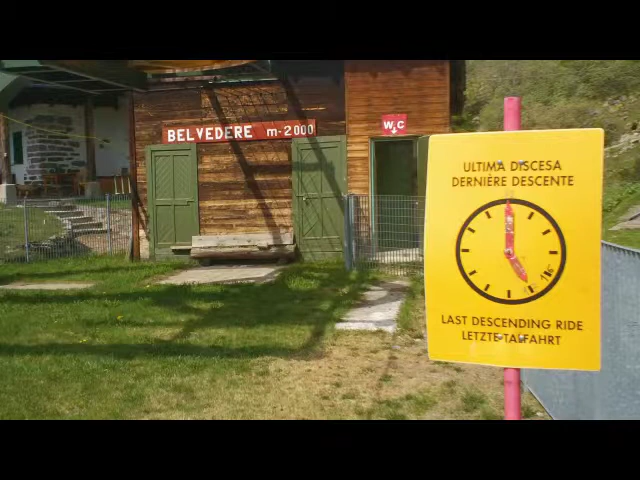 BELVEDERE m-2000
W.C
ULTIMA DISCESA
DERNIÈRE DESCENTE
LAST DESCENDING RIDE
LETZTE TALFAHRT